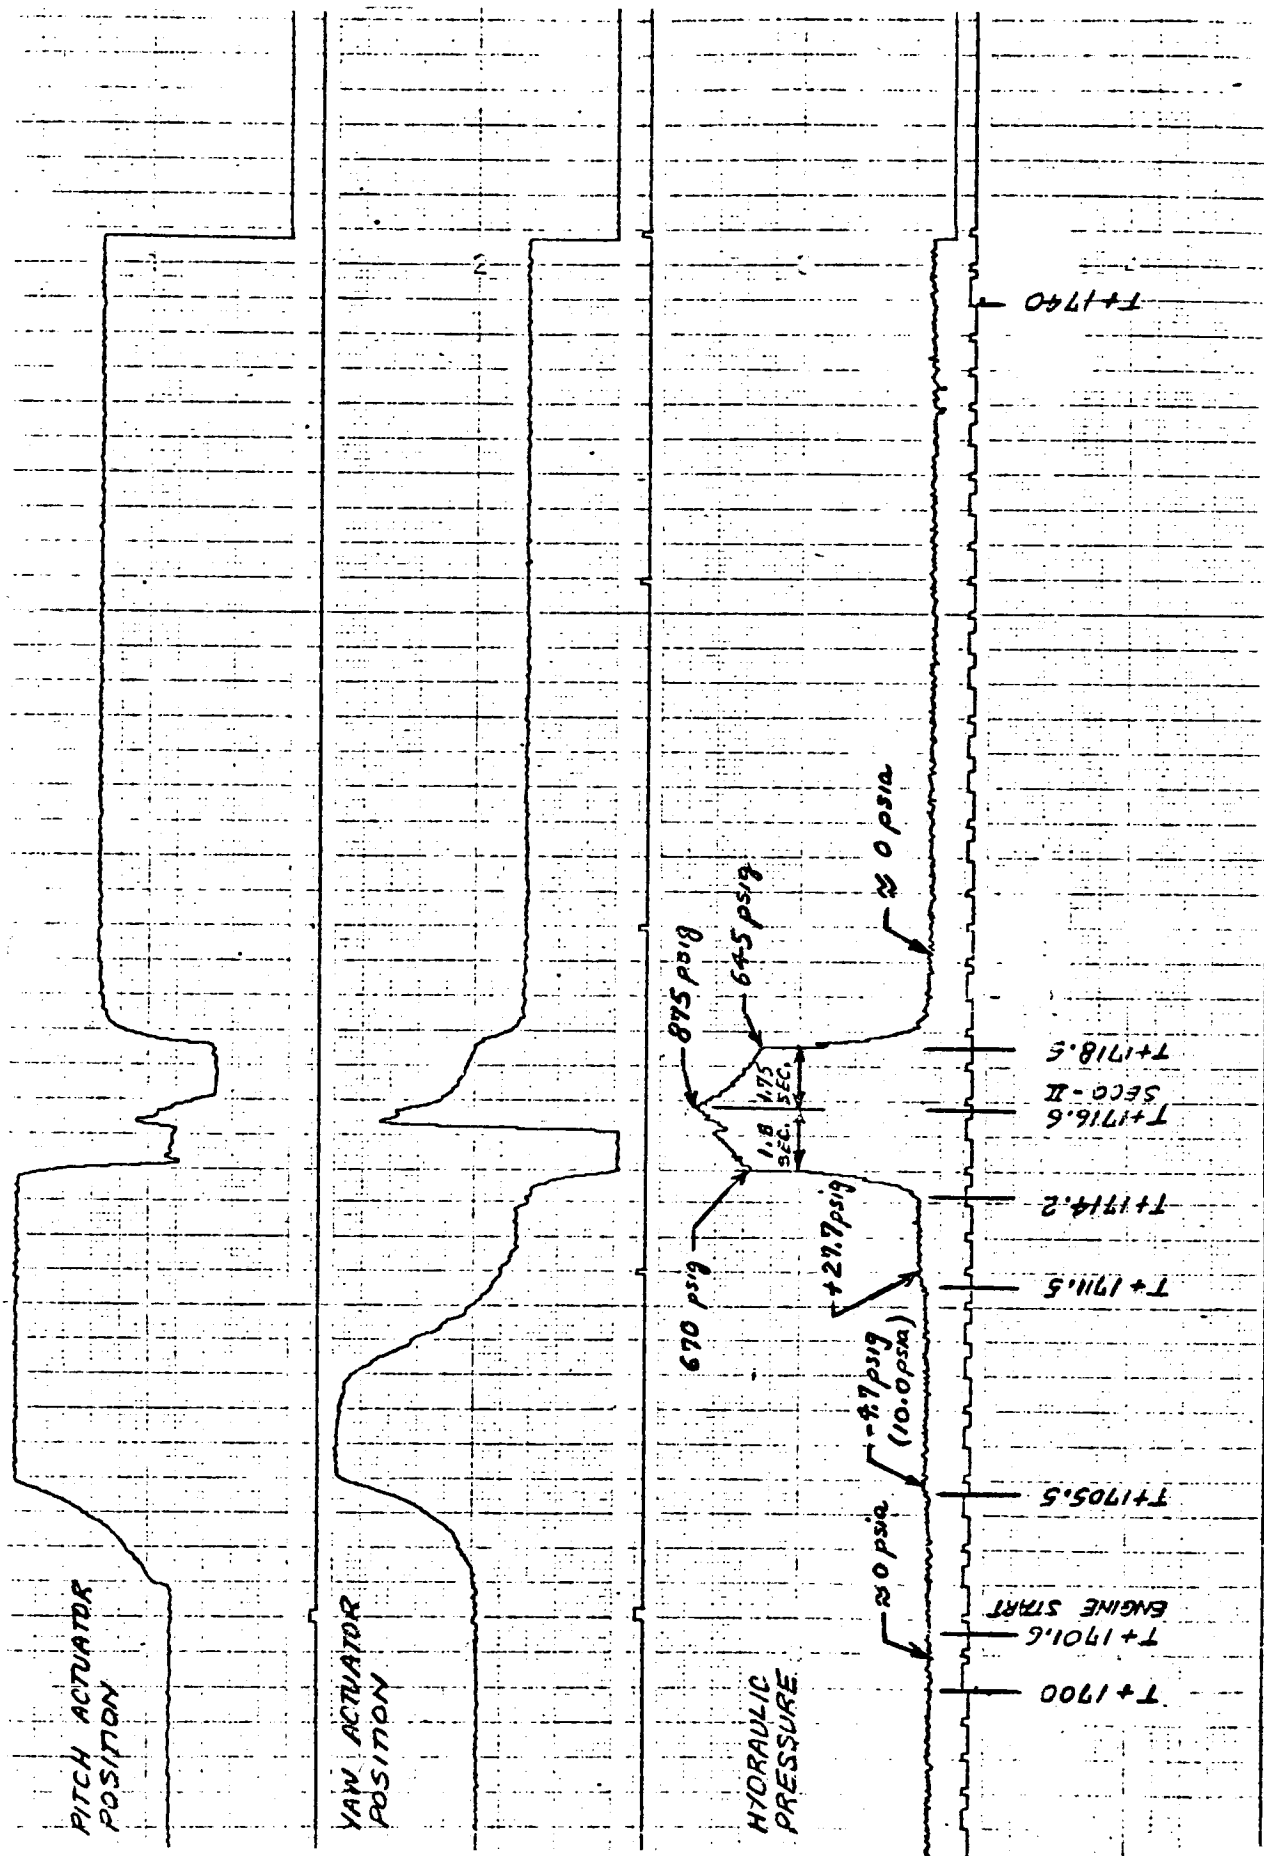 PITCH ACTUATOR
POSITION
YAW ACTUATOR
POSITION
HYDRAULIC
PRESSURE
≈ 0 psia
-4.7 psig
(10.0 psia)
+27.7 psig
670 psig
1.8
SEC.
1.75
SEC.
875 psig
645 psig
≈ 0 psia
T+1700
T+1701.6
ENGINE START
T+1705.5
T+1711.5
T+1714.2
T+1716.6
SECO-II
T+1718.5
T+1740